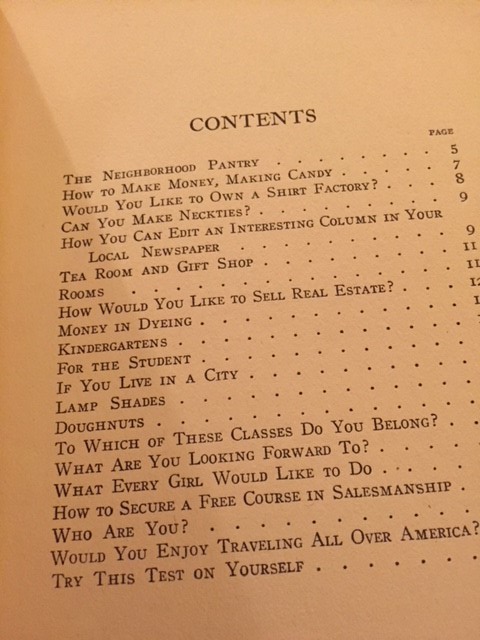 CONTENTS
PAGE
THE NEIGHBORHOOD PANTRY . . . . . . . . 5
HOW TO MAKE MONEY, MAKING CANDY . . . . . 7
WOULD YOU LIKE TO OWN A SHIRT FACTORY? . . . 8
CAN YOU MAKE NECKTIES? . . . . . . . . 9
HOW YOU CAN EDIT AN INTERESTING COLUMN IN YOUR
LOCAL NEWSPAPER . . . . . . . . 9
TEA ROOM AND GIFT SHOP . . . . . . . . 11
ROOMS . . . . . . . . . . . 11
HOW WOULD YOU LIKE TO SELL REAL ESTATE? . . .
MONEY IN DYEING . . . . . . . . .
KINDERGARTENS . . . . . . . . . .
FOR THE STUDENT . . . . . . . . .
IF YOU LIVE IN A CITY . . . . . . . .
LAMP SHADES . . . . . . . . . .
DOUGHNUTS . . . . . . . . . .
TO WHICH OF THESE CLASSES DO YOU BELONG? . .
WHAT ARE YOU LOOKING FORWARD TO? . . . .
WHAT EVERY GIRL WOULD LIKE TO DO . . . .
HOW TO SECURE A FREE COURSE IN SALESMANSHIP .
WHO ARE YOU? . . . . . . . . .
WOULD YOU ENJOY TRAVELING ALL OVER AMERICA?
TRY THIS TEST ON YOURSELF . . . . . .